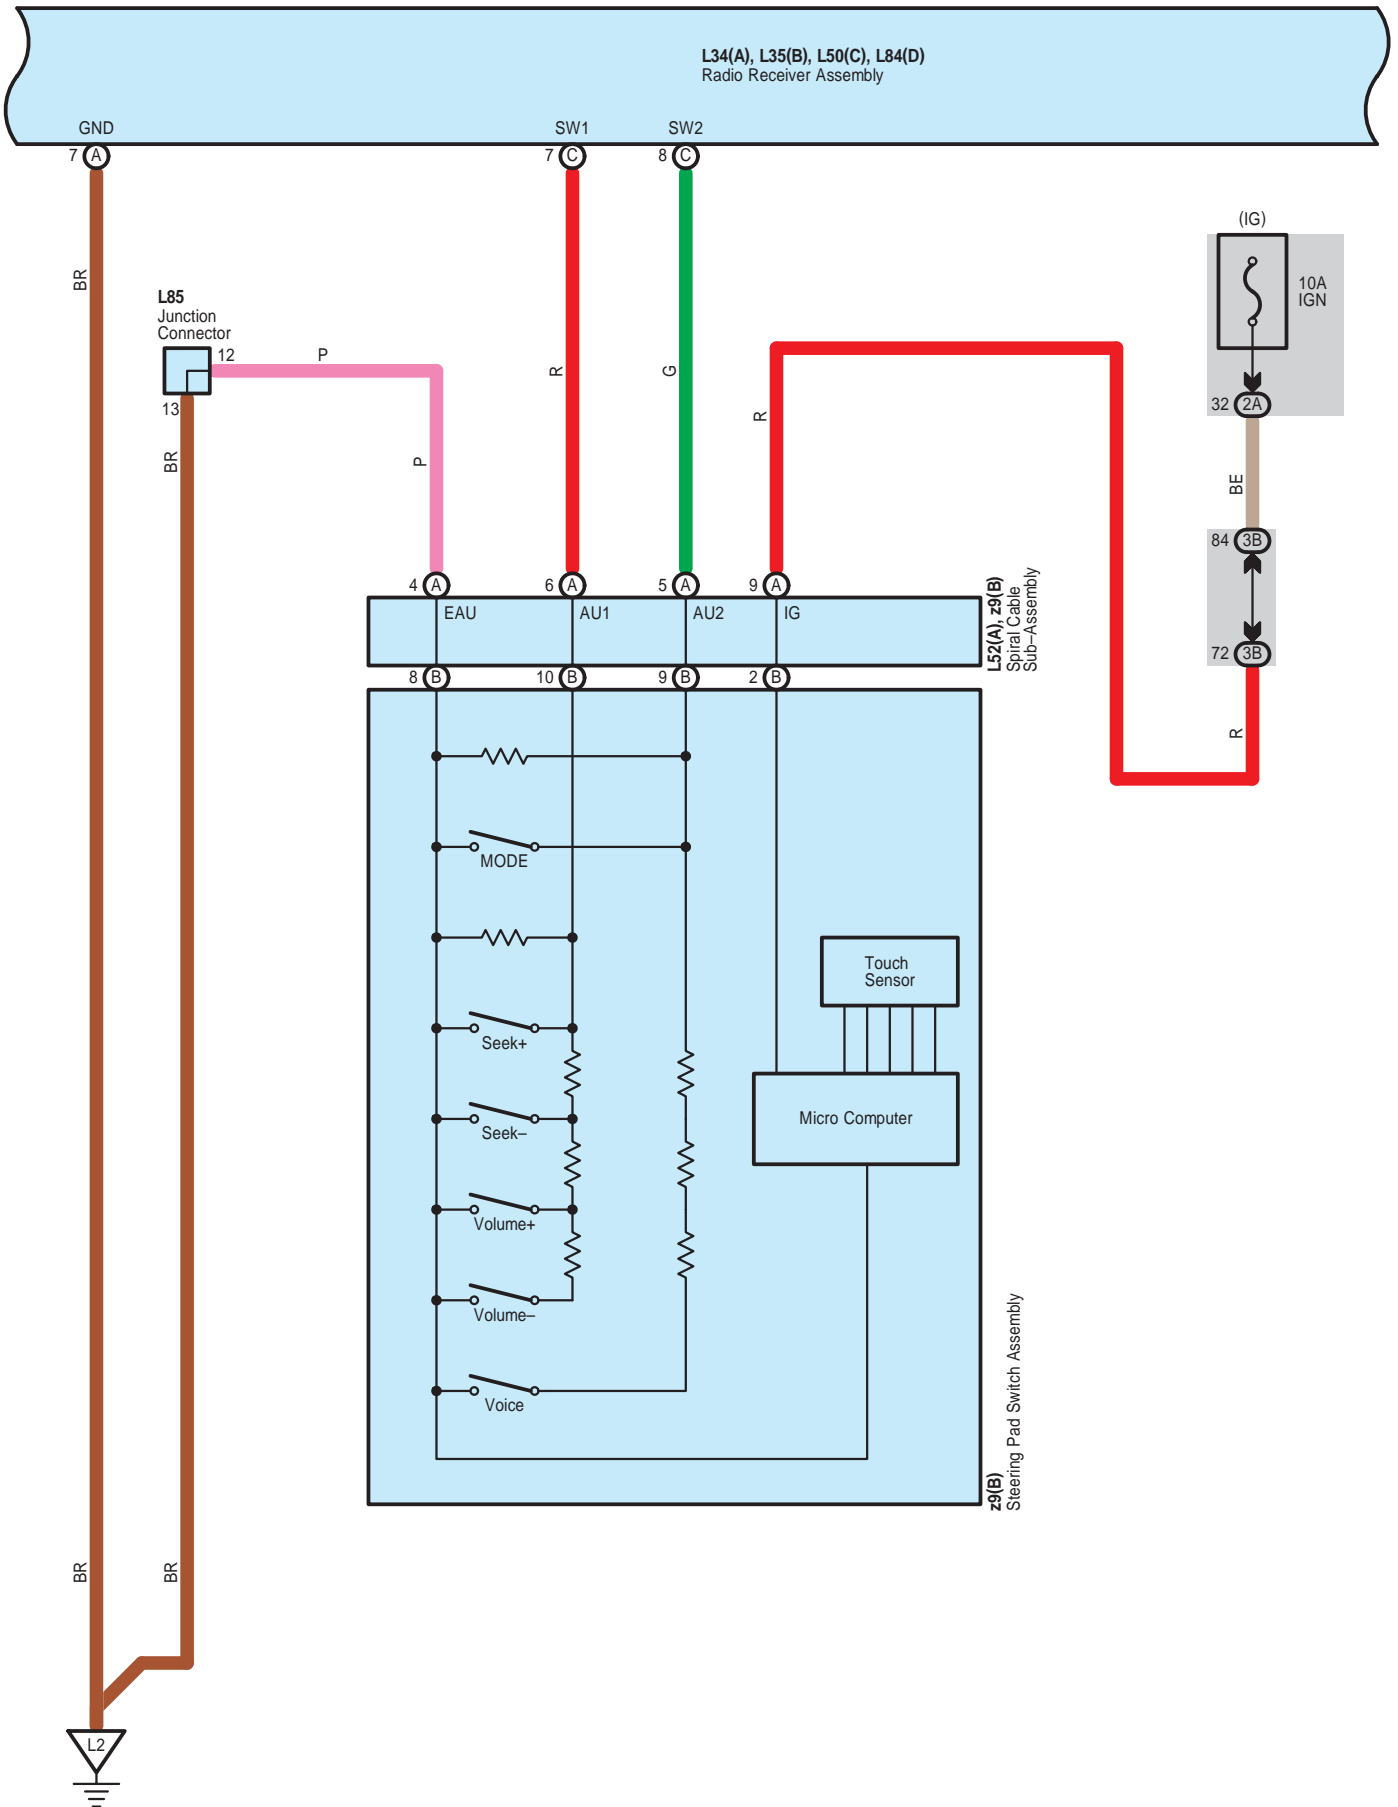 L34(A), L35(B), L50(C), L84(D)
Radio Receiver Assembly
GND
SW1
SW2
7 A
7 C
8 C
(IG)
10A
IGN
32 2A
BR
L85
Junction
Connector
12
P
13
BR
P
R
G
R
BE
84 3B
72 3B
R
4 A
6 A
5 A
9 A
EAU
AU1
AU2
IG
L52(A), z9(B)
Spiral Cable
Sub–Assembly
8 B
10 B
9 B
2 B
MODE
Touch
Sensor
Seek+
Micro Computer
Seek–
Volume+
Volume–
Voice
z9(B)
Steering Pad Switch Assembly
BR
BR
L2